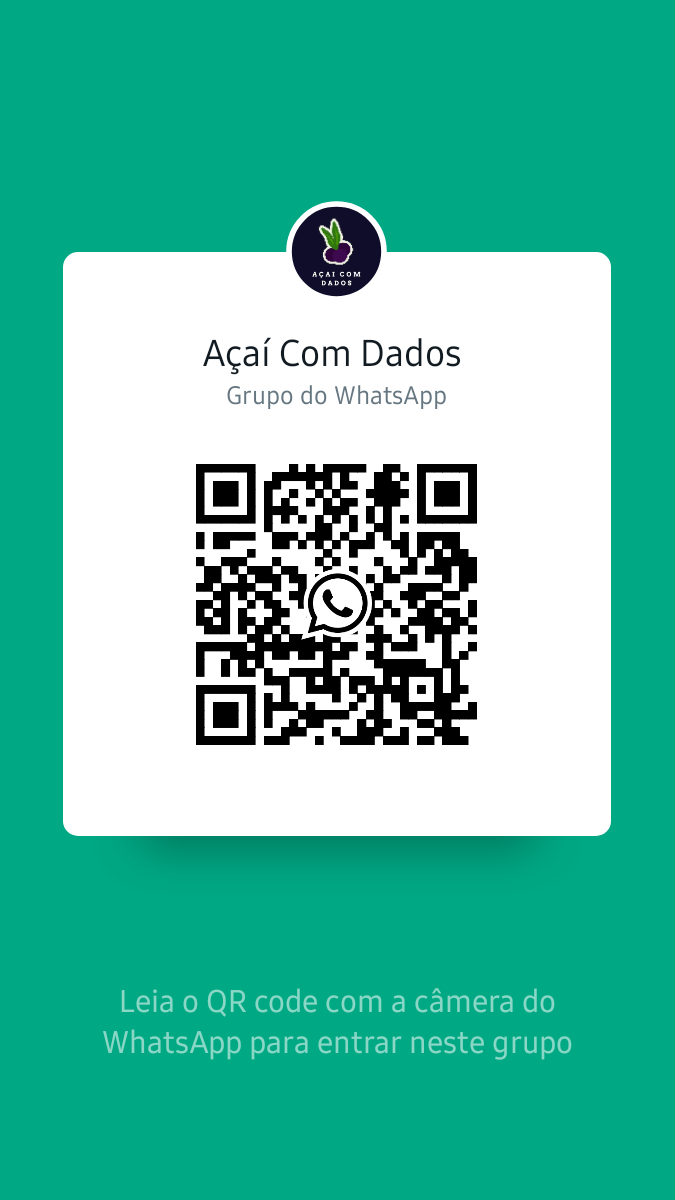 AÇAI COM
DADOS
Açaí Com Dados
Grupo do WhatsApp
Leia o QR code com a câmera do
WhatsApp para entrar neste grupo